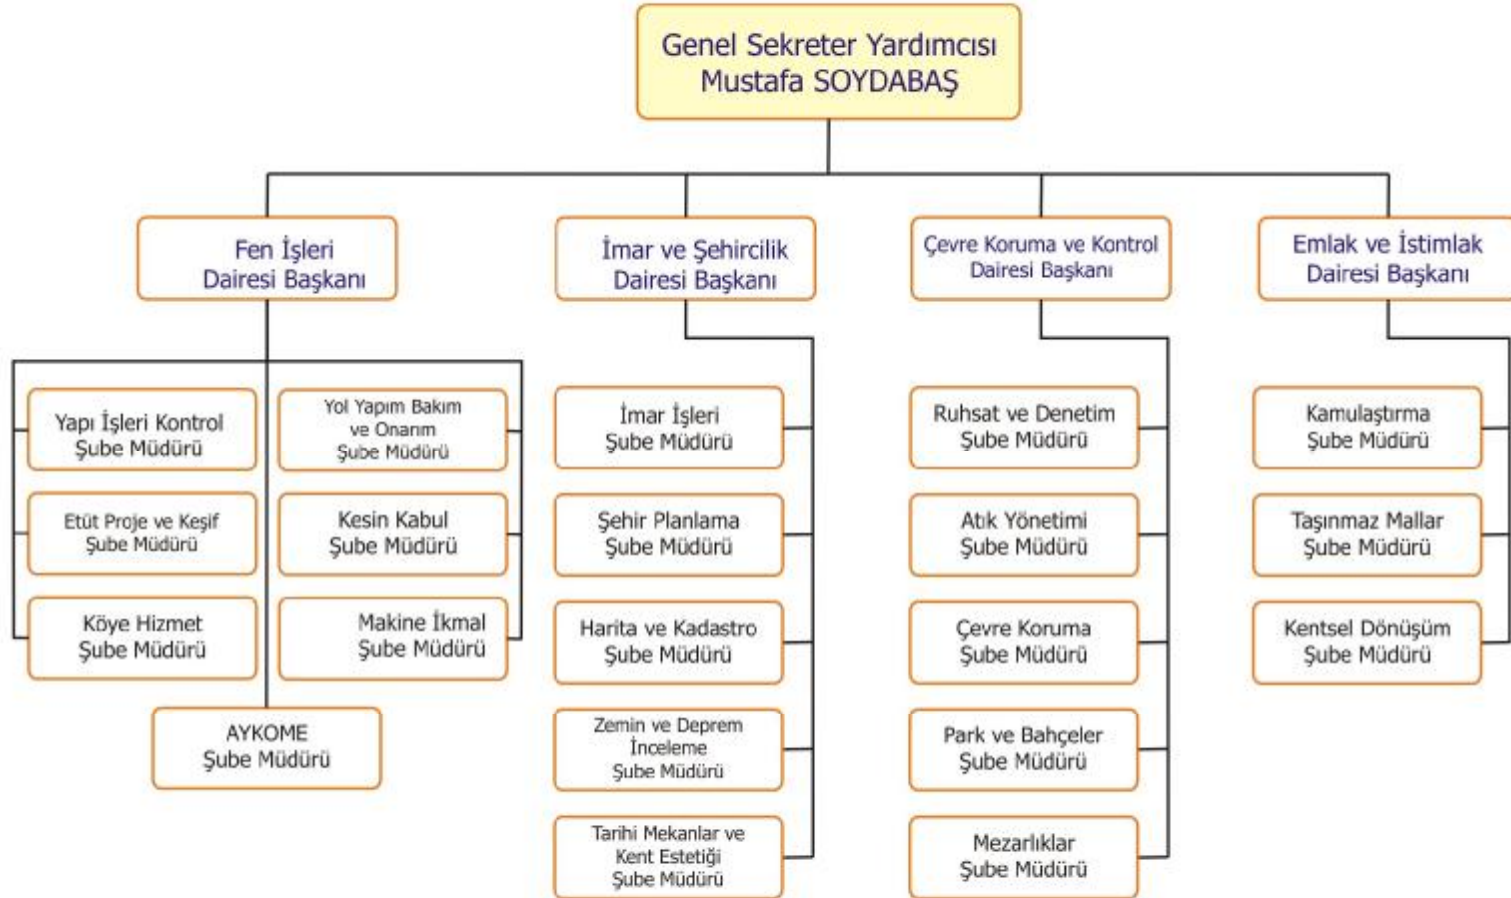 Genel Sekreter Yardımcısı
Mustafa SOYDABAŞ
Fen İşleri
Dairesi Başkanı
İmar ve Şehircilik
Dairesi Başkanı
Çevre Koruma ve Kontrol
Dairesi Başkanı
Emlak ve İstimlak
Dairesi Başkanı
Yapı İşleri Kontrol
Şube Müdürü
Yol Yapım Bakım
ve Onarım
Şube Müdürü
Etüt Proje ve Keşif
Şube Müdürü
Kesin Kabul
Şube Müdürü
Köye Hizmet
Şube Müdürü
Makine İkmal
Şube Müdürü
AYKOME
Şube Müdürü
İmar İşleri
Şube Müdürü
Şehir Planlama
Şube Müdürü
Harita ve Kadastro
Şube Müdürü
Zemin ve Deprem
İnceleme
Şube Müdürü
Tarihi Mekanlar ve
Kent Estetiği
Şube Müdürü
Ruhsat ve Denetim
Şube Müdürü
Atık Yönetimi
Şube Müdürü
Çevre Koruma
Şube Müdürü
Park ve Bahçeler
Şube Müdürü
Mezarlıklar
Şube Müdürü
Kamulaştırma
Şube Müdürü
Taşınmaz Mallar
Şube Müdürü
Kentsel Dönüşüm
Şube Müdürü